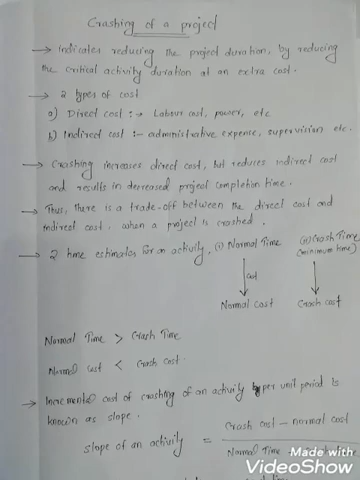 Crashing of a project
→ Indicates reducing the project duration, by reducing
the critical activity duration at an extra cost.
→ 2 types of cost
a) Direct cost :→ Labour cost, power, etc
b) Indirect cost :- administrative expence, supervision etc.
→ Crashing increases direct cost, but reduces indirect cost
and results in decreased project completion time.
→ Thus, there is a trade-off between the direct cost and
indirect cost when a project is crashed.
→ 2 time estimates for an activity, (i) Normal Time (ii) Crash Time
(minimum time)
cost
Normal cost Crash cost
Normal Time > Crash Time
Normal cost < Crash cost.
→ Incremental cost of crashing of an activity per unit period is
known as slope.
slope of an activity = Crash cost - normal cost
Normal Time -
Made with
VideoShow